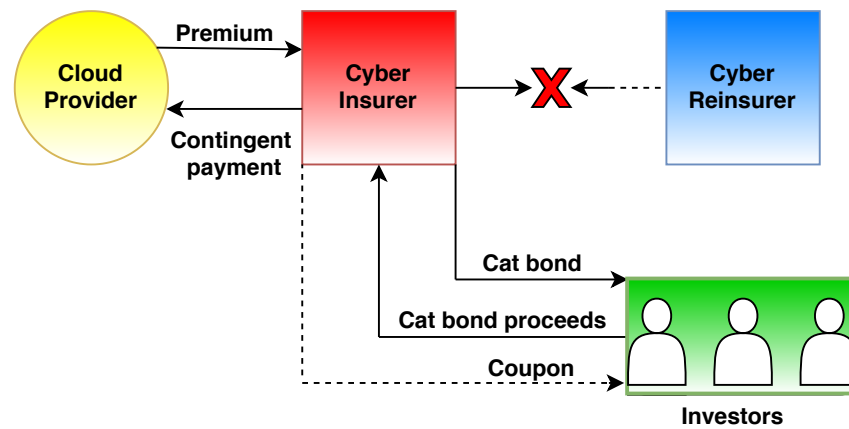 Premium
Cloud
Provider
Cyber
Insurer
X
Cyber
Reinsurer
Contingent
payment
Cat bond
Cat bond proceeds
Coupon
Investors